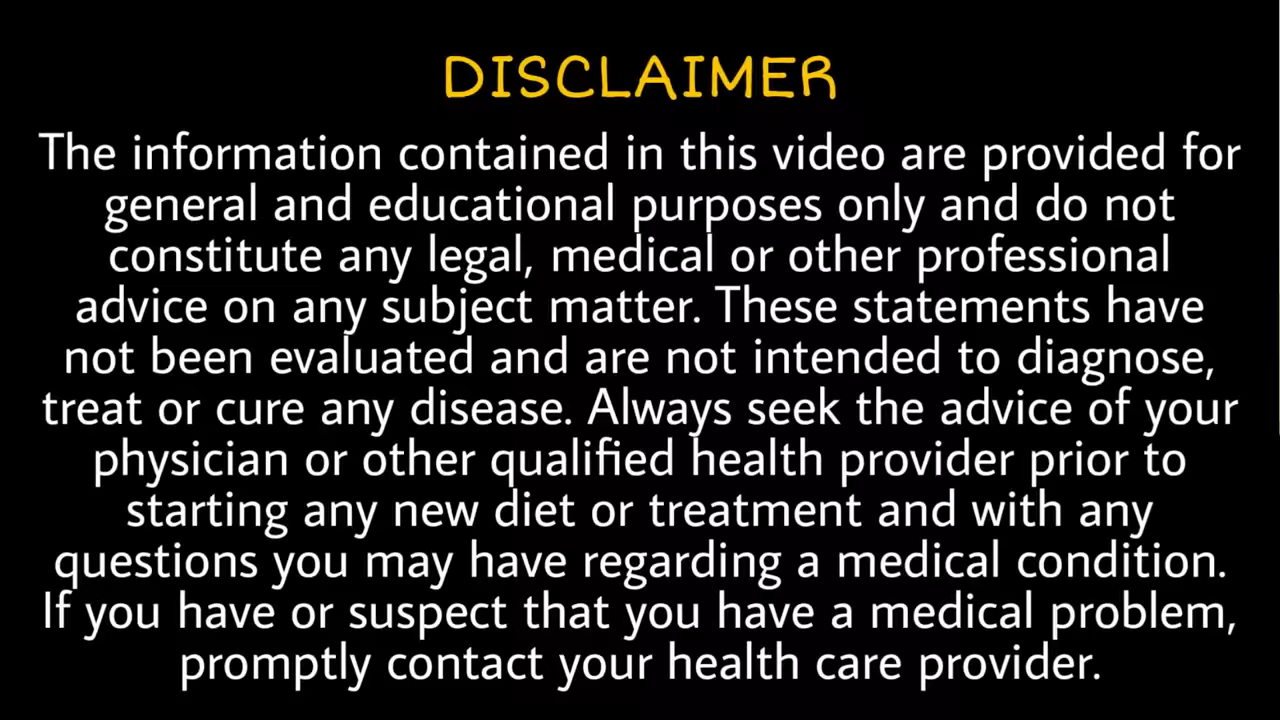 DISCLAIMER
The information contained in this video are provided for
general and educational purposes only and do not
constitute any legal, medical or other professional
advice on any subject matter. These statements have
not been evaluated and are not intended to diagnose,
treat or cure any disease. Always seek the advice of your
physician or other qualified health provider prior to
starting any new diet or treatment and with any
questions you may have regarding a medical condition.
If you have or suspect that you have a medical problem,
promptly contact your health care provider.